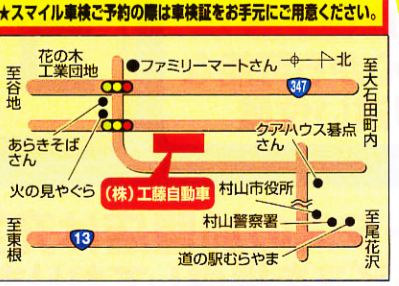 ★スマイル車検ご予約の際は車検証をお手元にご用意ください。
花の木
工業団地
ファミリーマートさん
北
至谷地
347
至大石田町内
あらきそば
さん
クアハウス碁点
さん
火の見やぐら
(株)工藤自動車
村山市役所
村山警察署
至東根
13
道の駅むらやま
至尾花沢